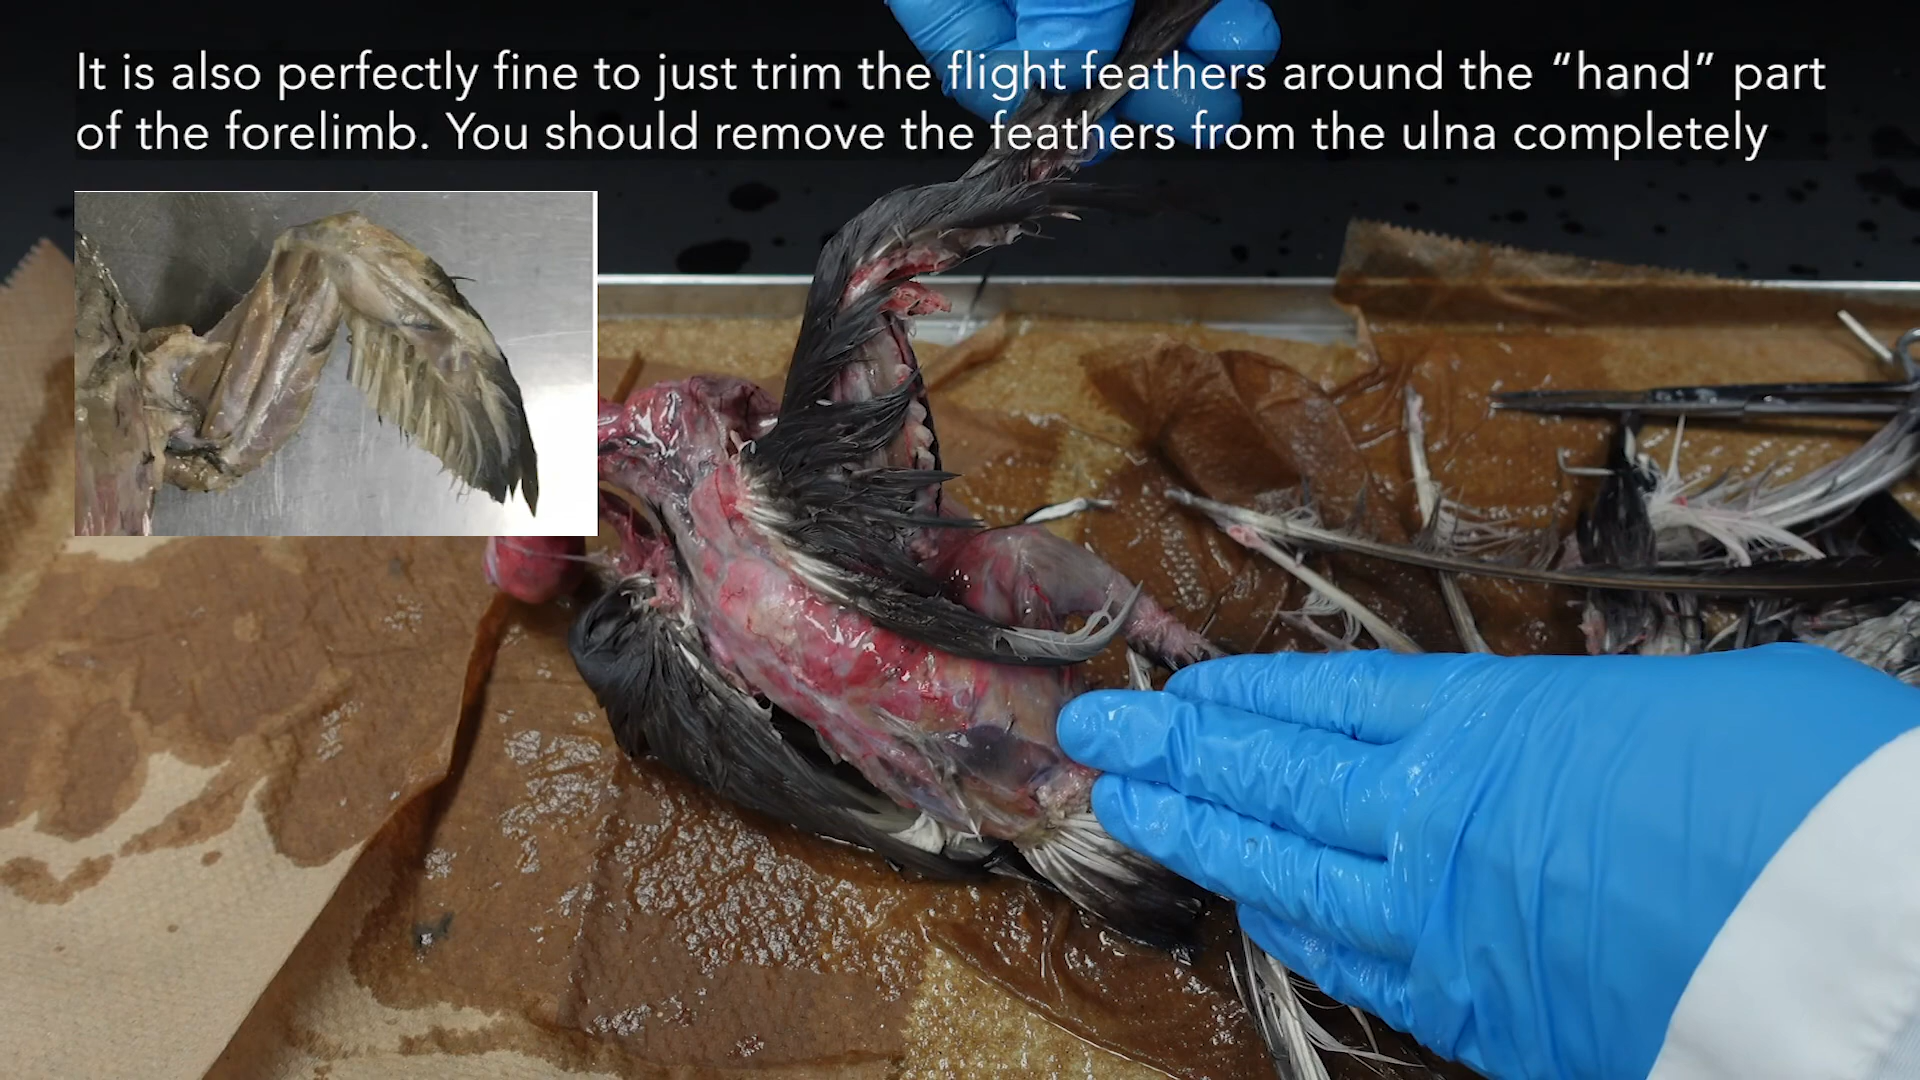 It is also perfectly fine to just trim the flight feathers around the “hand” part
of the forelimb. You should remove the feathers from the ulna completely